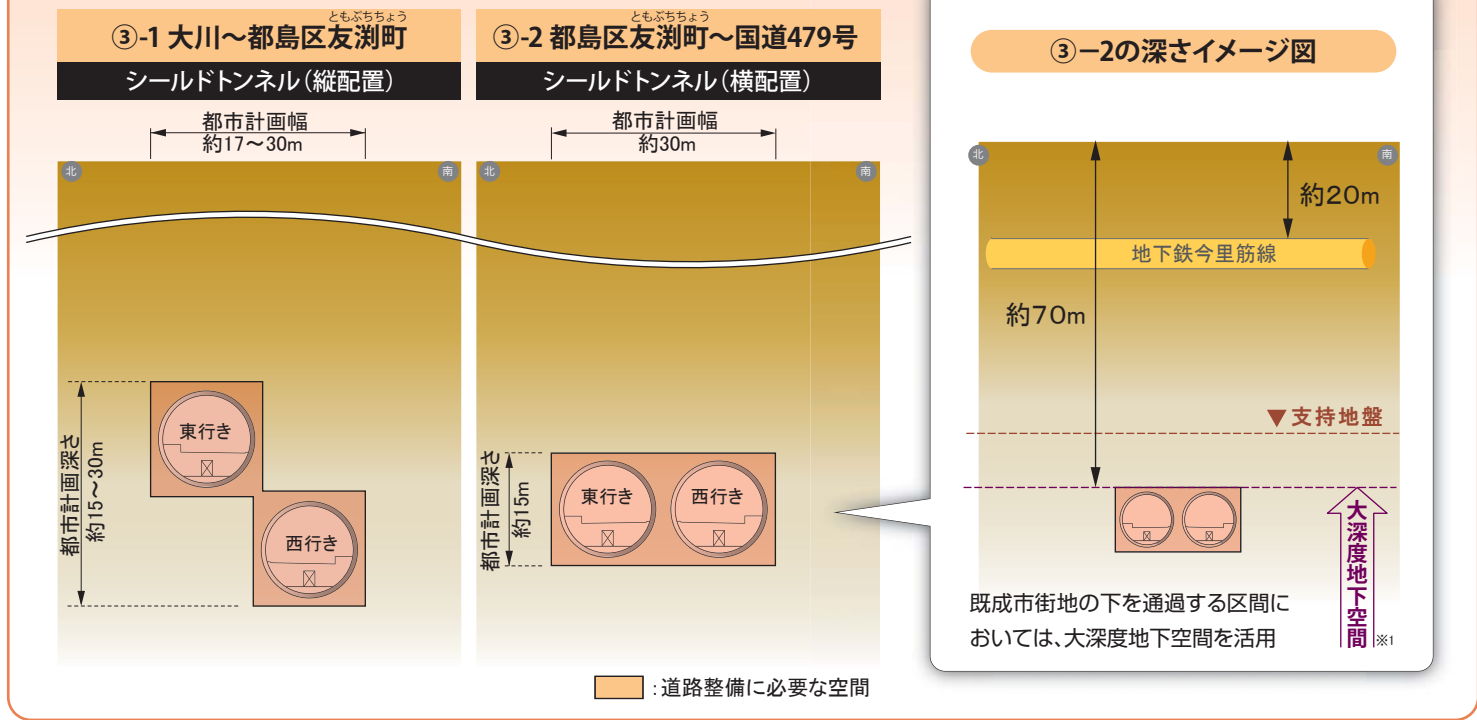 ともぶちちょう
③-1 大川～都島区友渕町
シールドトンネル（縦配置）
都市計画幅
約17～30m
北
南
都市計画深さ
約15～30m
東行き
西行き
ともぶちちょう
③-2 都島区友渕町～国道479号
シールドトンネル（横配置）
都市計画幅
約30m
北
南
都市計画深さ
約15m
東行き
西行き
：道路整備に必要な空間
③－2の深さイメージ図
北
南
約20m
地下鉄今里筋線
約70m
▼支持地盤
大深度地下空間
※1
既成市街地の下を通過する区間に
おいては、大深度地下空間を活用